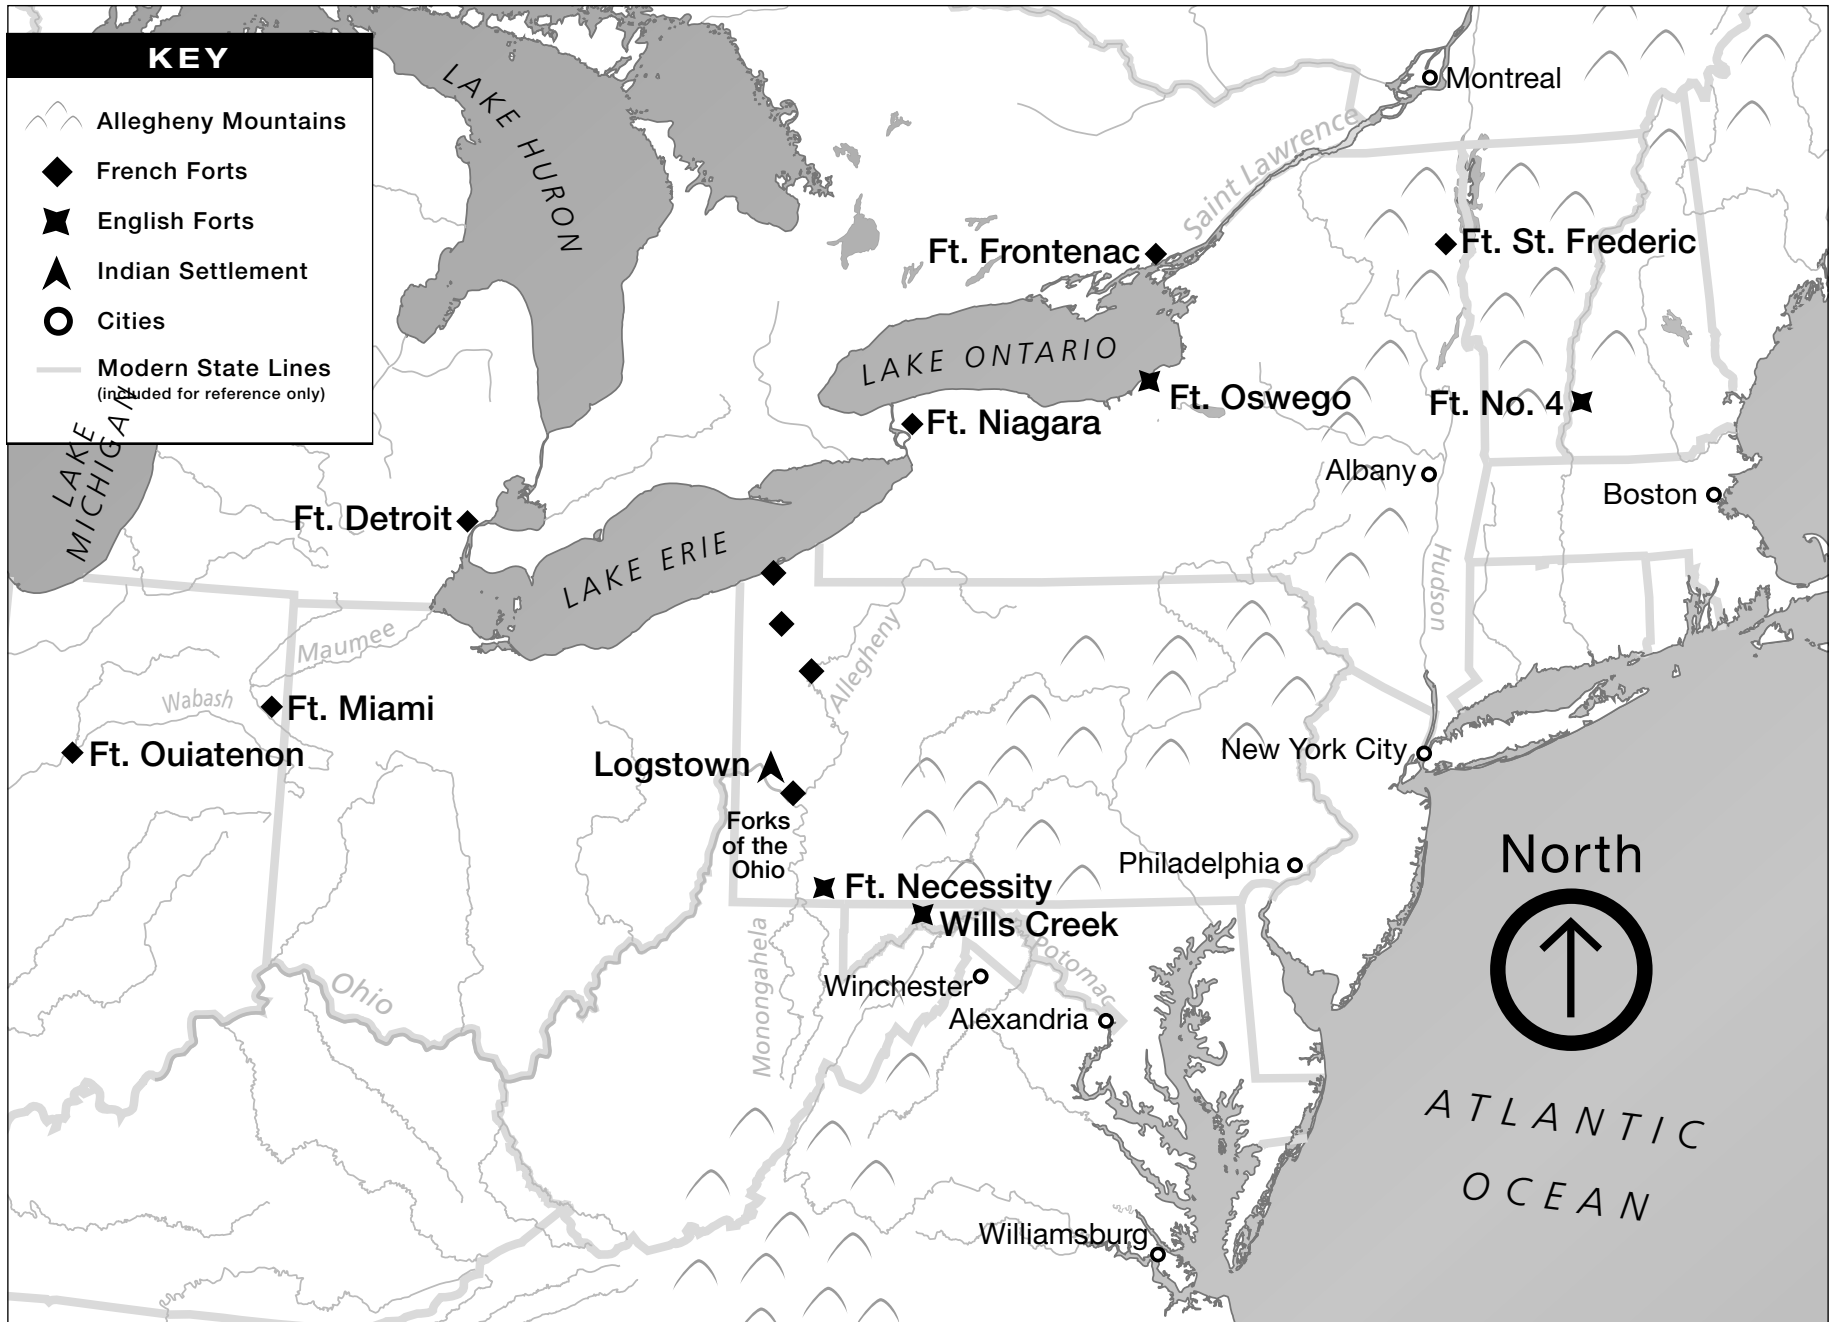 KEY
Allegheny Mountains
French Forts
English Forts
Indian Settlement
Cities
Modern State Lines
(included for reference only)
LAKE HURON
LAKE
MICHIGAN
Montreal
Saint Lawrence
Ft. Frontenac
Ft. St. Frederic
LAKE ONTARIO
Ft. Oswego
Ft. No. 4
Ft. Niagara
Albany
Boston
Ft. Detroit
LAKE ERIE
Hudson
Maumee
Allegheny
Wabash
Ft. Miami
Ft. Ouiatenon
Logstown
New York City
Forks
of the
Ohio
Philadelphia
North
Ft. Necessity
Wills Creek
Monongahela
Potomac
Ohio
Winchester
Alexandria
ATLANTIC
OCEAN
Williamsburg